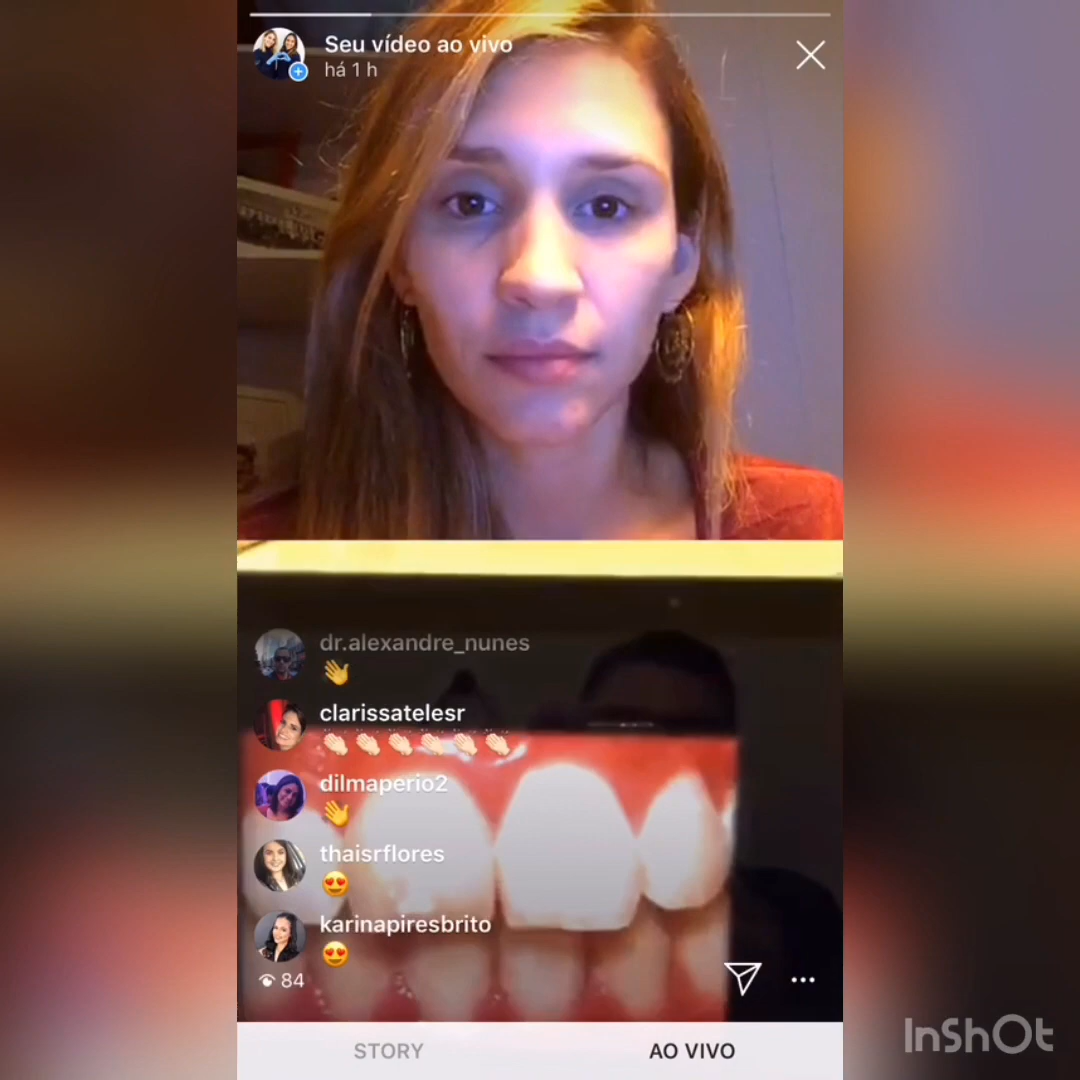 Seu vídeo ao vivo
há 1 h
dr.alexandre_nunes
👋
clarissatelesr
👏🏻👏🏻👏🏻👏🏻👏🏻👏🏻
dilmaperio2
👋
thaisrflores
😍
karinapiresbrito
😍
84
STORY
AO VIVO
InShOt